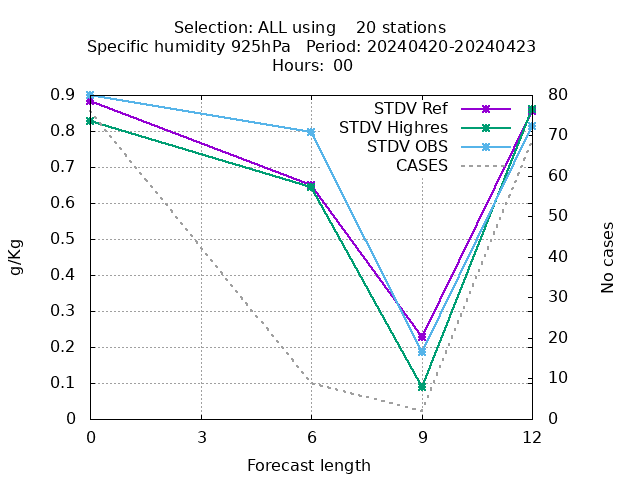 Selection: ALL using    20 stations
Specific humidity 925hPa   Period: 20240420-20240423
Hours:  00
STDV Ref
STDV Highres
STDV OBS
CASES
0.9
0.8
0.7
0.6
0.5
0.4
0.3
0.2
0.1
0
g/Kg
80
70
60
50
40
30
20
10
0
No cases
0 3 6 9 12
Forecast length